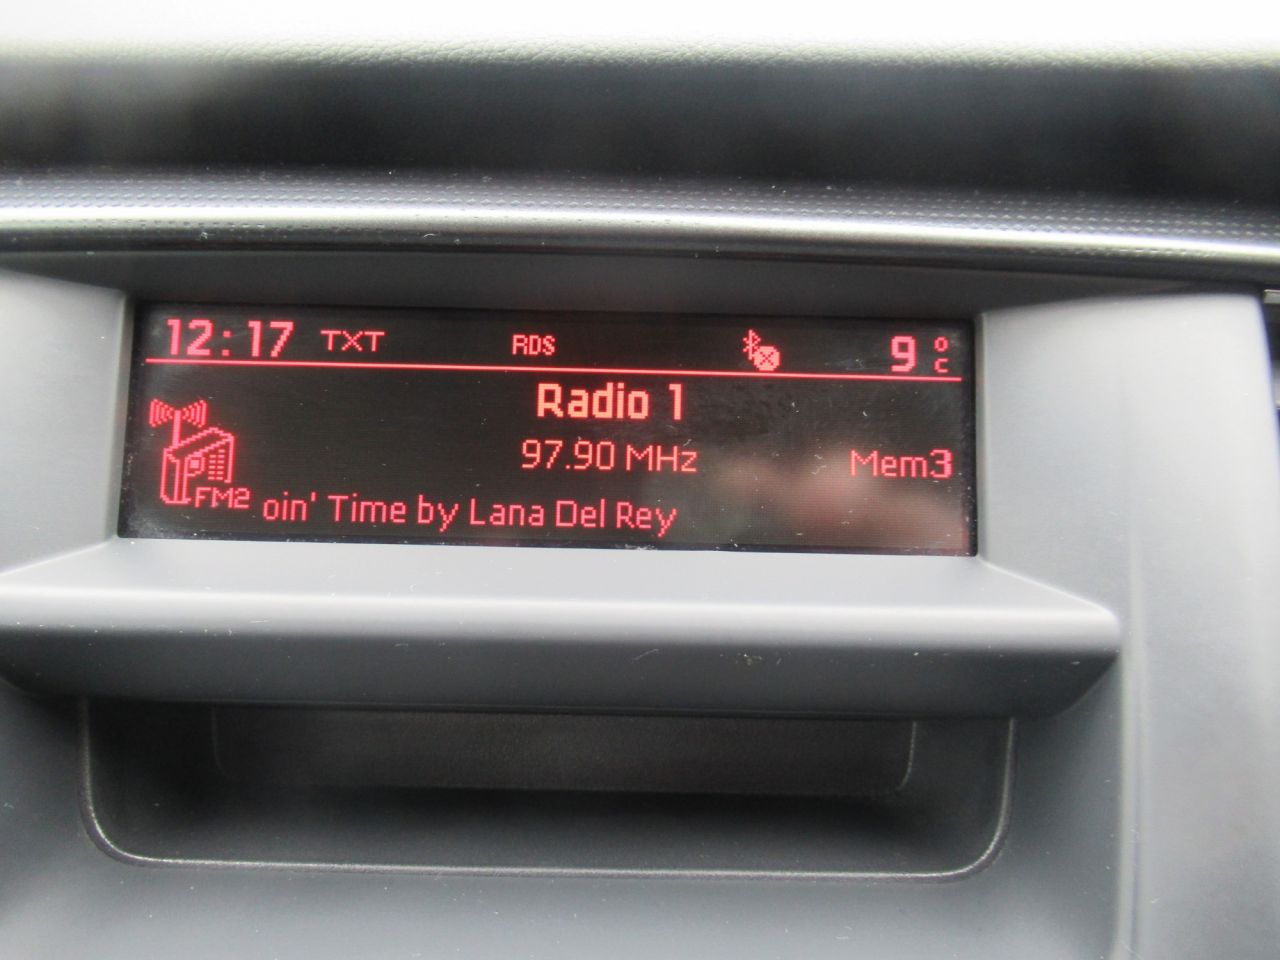 12:17 TXT RDS 9 °C
Radio 1
97.90 MHz Mem3
FM2 oin' Time by Lana Del Rey